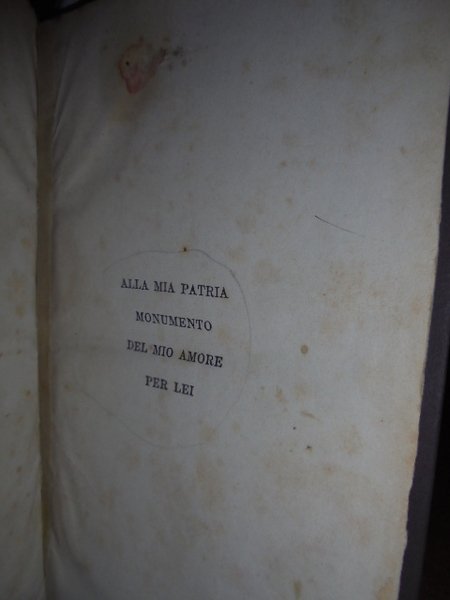 ALLA MIA PATRIA
MONUMENTO
DEL MIO AMORE
PER LEI